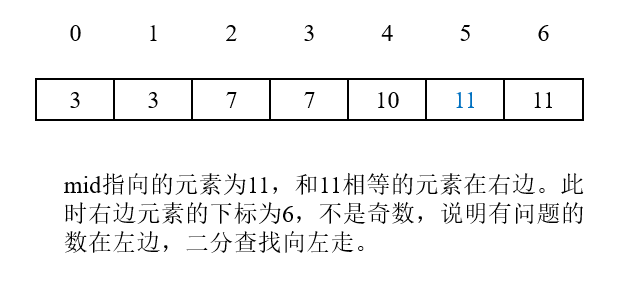 0 1 2 3 4 5 6
3 3 7 7 10 11 11
mid指向的元素为11，和11相等的元素在右边。此
时右边元素的下标为6，不是奇数，说明有问题的
数在左边，二分查找向左走。